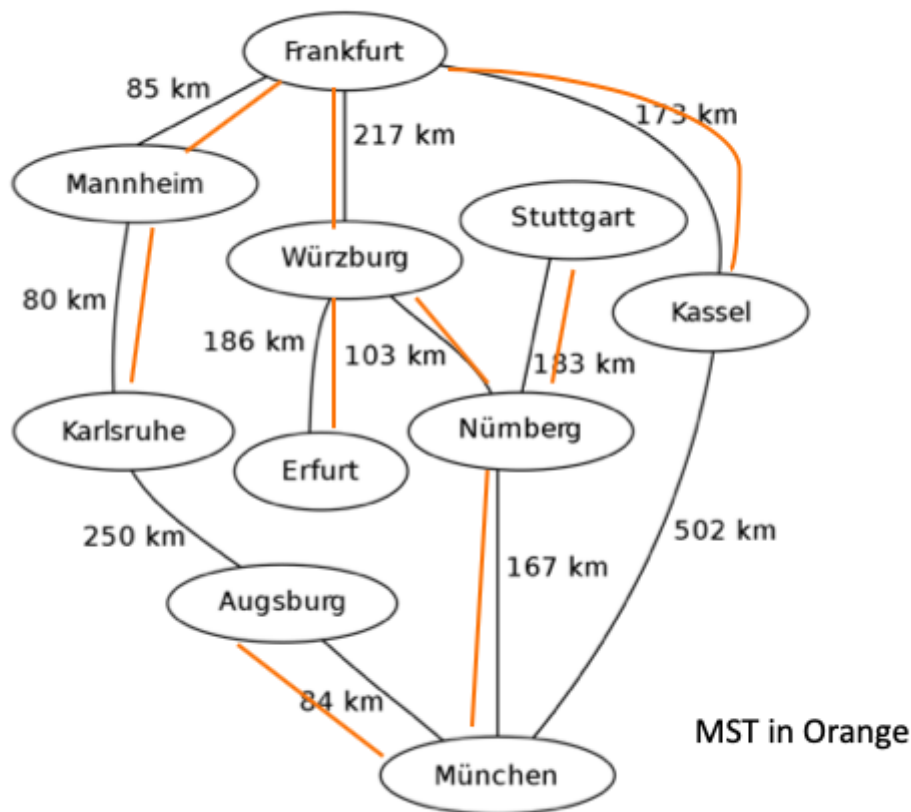 Frankfurt
85 km
173 km
217 km
Mannheim
Stuttgart
Würzburg
Kassel
80 km
186 km
103 km
183 km
Karlsruhe
Nürnberg
Erfurt
502 km
250 km
167 km
Augsburg
84 km
MST in Orange
München